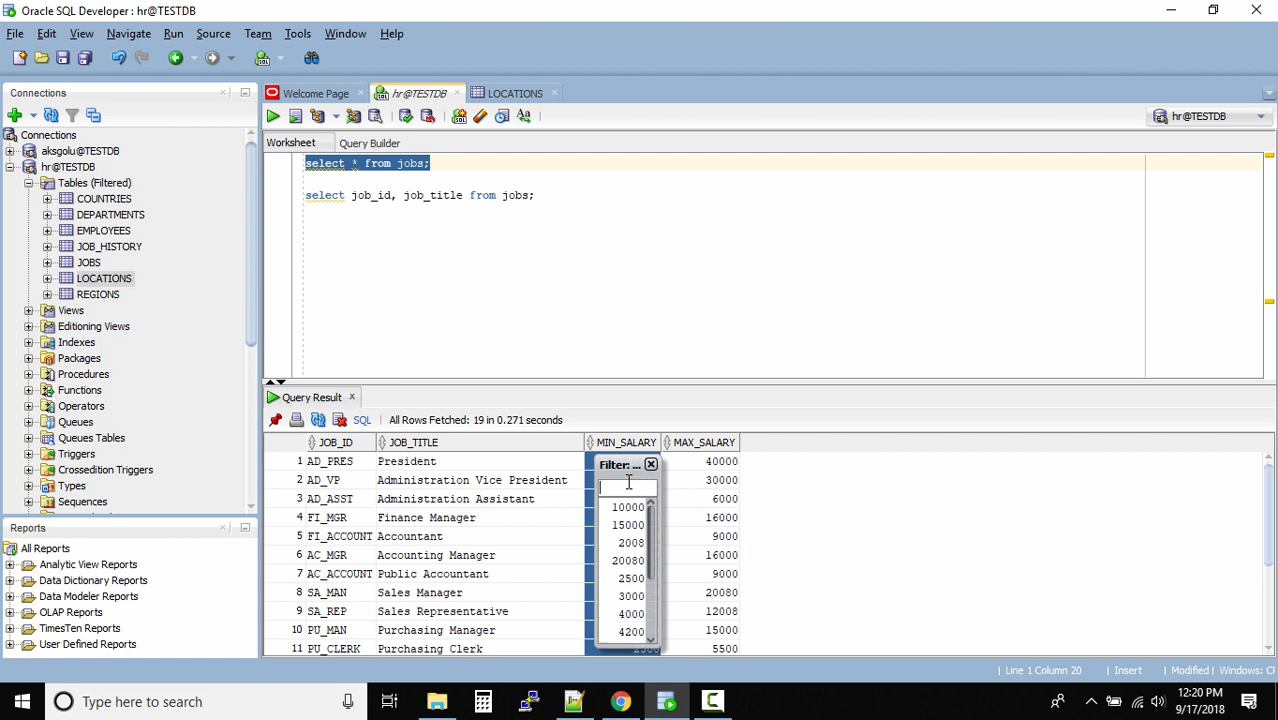 Oracle SQL Developer : hr@TESTDB
File Edit View Navigate Run Source Team Tools Window Help
Connections
Welcome Page hr@TESTDB LOCATIONS
hr@TESTDB
Worksheet Query Builder
Connections
aksgolu@TESTDB
hr@TESTDB
Tables (Filtered)
COUNTRIES
DEPARTMENTS
EMPLOYEES
JOB_HISTORY
JOBS
LOCATIONS
REGIONS
Views
Editioning Views
Indexes
Packages
Procedures
Functions
Operators
Queues
Queues Tables
Triggers
Crossedition Triggers
Types
Sequences
select * from jobs;
select job_id, job_title from jobs;
Query Result
SQL All Rows Fetched: 19 in 0.271 seconds
JOB_ID JOB_TITLE MIN_SALARY MAX_SALARY
1 AD_PRES President 40000
2 AD_VP Administration Vice President 30000
3 AD_ASST Administration Assistant 6000
4 FI_MGR Finance Manager 16000
5 FI_ACCOUNT Accountant 9000
6 AC_MGR Accounting Manager 16000
7 AC_ACCOUNT Public Accountant 9000
8 SA_MAN Sales Manager 20080
9 SA_REP Sales Representative 12008
10 PU_MAN Purchasing Manager 15000
11 PU_CLERK Purchasing Clerk 2500 5500
Filter: ...
10000
15000
2008
20080
2500
3000
4000
4200
Reports
All Reports
Analytic View Reports
Data Dictionary Reports
Data Modeler Reports
OLAP Reports
TimesTen Reports
User Defined Reports
Line 1 Column 20 Insert Modified Windows: CF
Type here to search
12:20 PM
9/17/2018